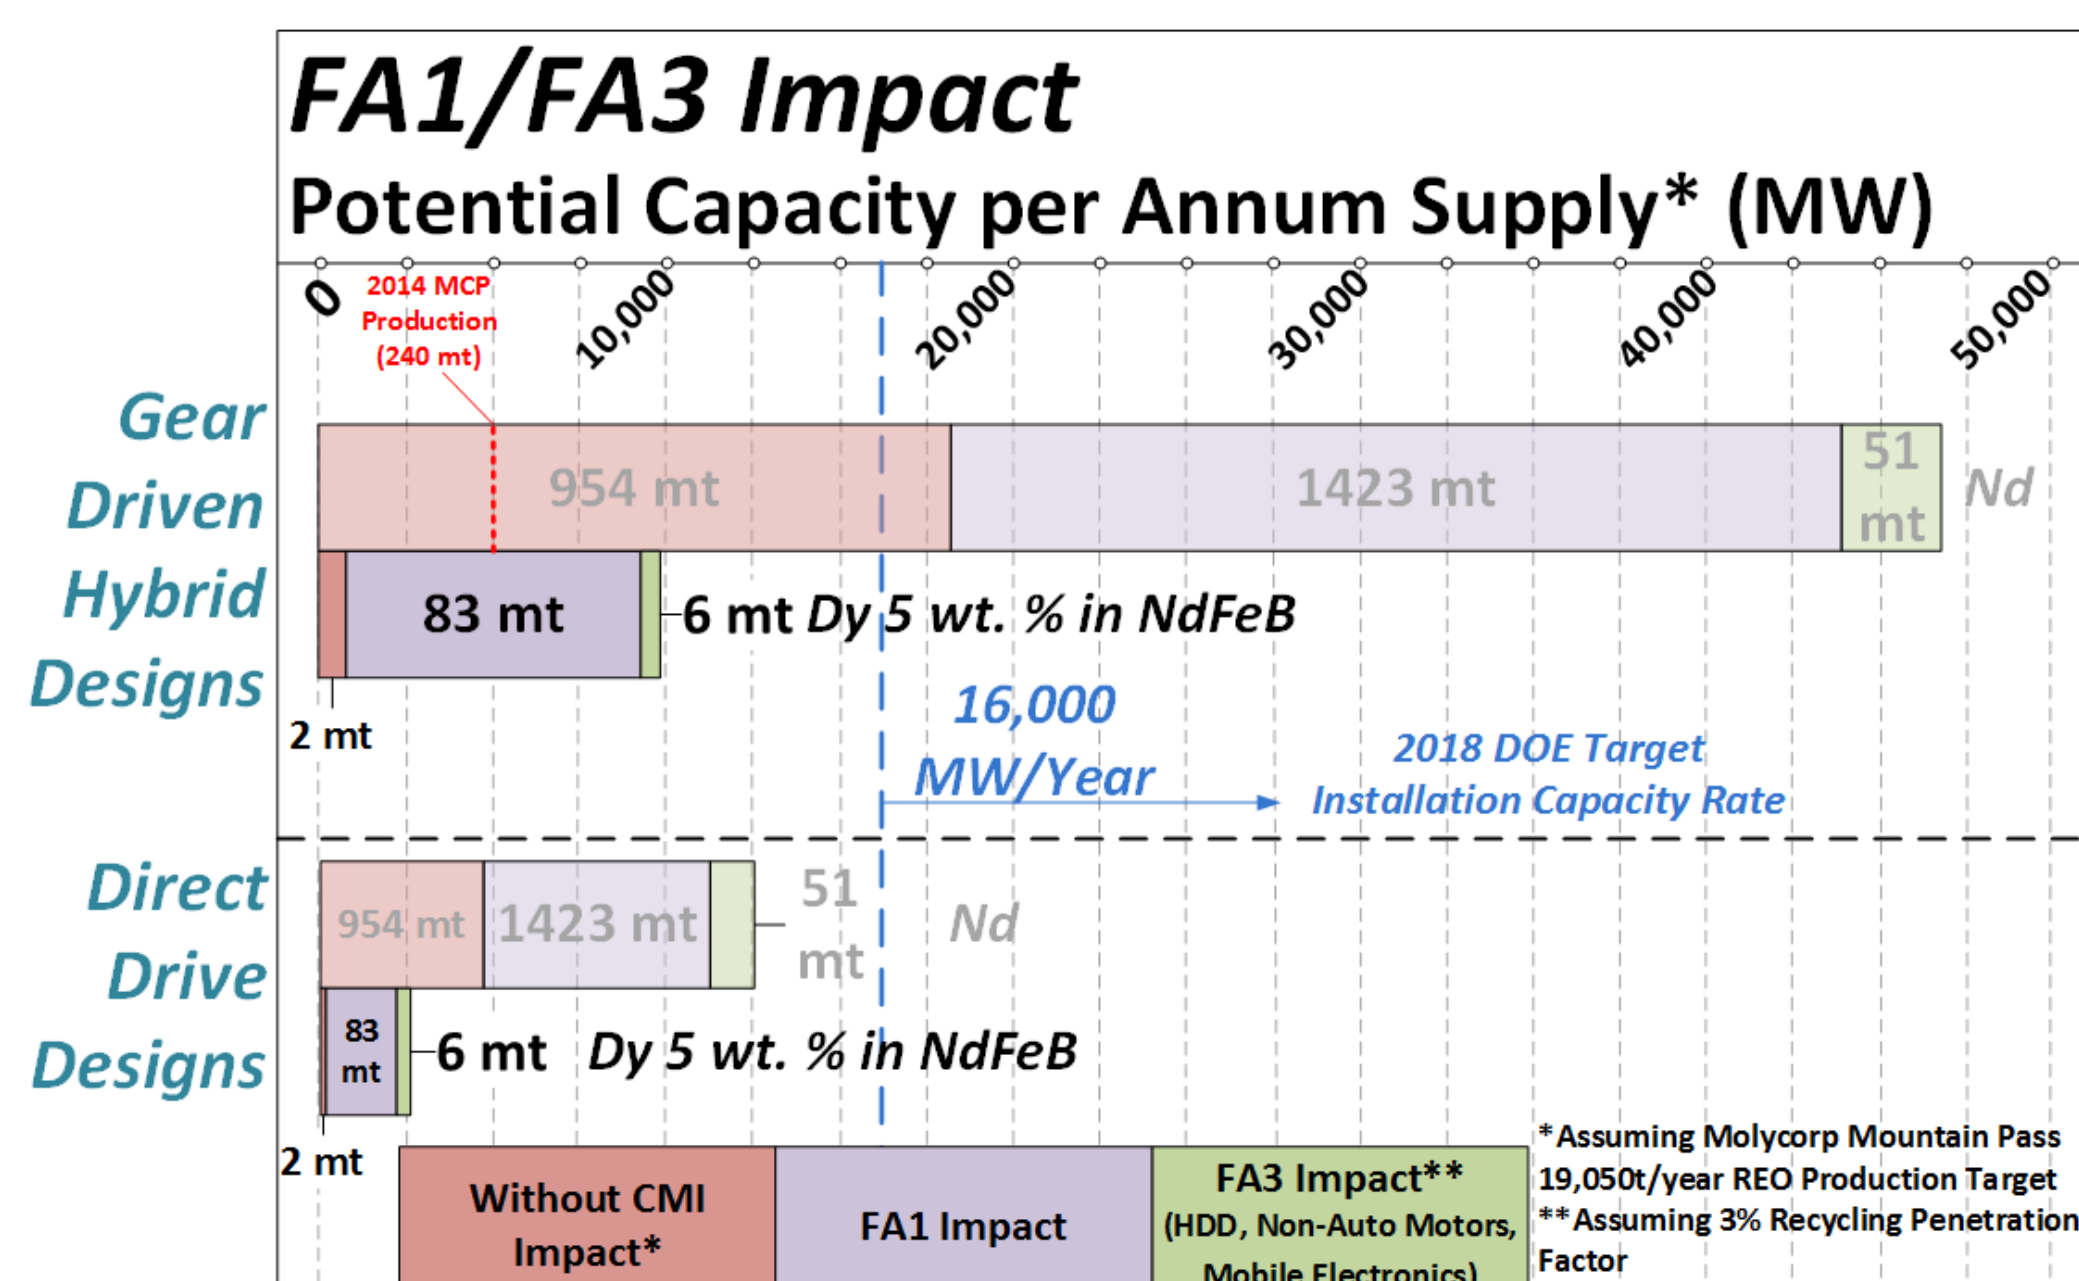 FA1/FA3 Impact
Potential Capacity per Annum Supply* (MW)
0
10,000
20,000
30,000
40,000
50,000
2014 MCP
Production
(240 mt)
Gear
Driven
Hybrid
Designs
954 mt
1423 mt
51
mt
Nd
83 mt
6 mt Dy 5 wt. % in NdFeB
2 mt
16,000
MW/Year
2018 DOE Target
Installation Capacity Rate
Direct
Drive
Designs
954 mt
1423 mt
51
mt
Nd
83
mt
6 mt Dy 5 wt. % in NdFeB
2 mt
Without CMI
Impact*
FA1 Impact
FA3 Impact**
(HDD, Non-Auto Motors,
Mobile Electronics)
*Assuming Molycorp Mountain Pass
19,050t/year REO Production Target
**Assuming 3% Recycling Penetration
Factor